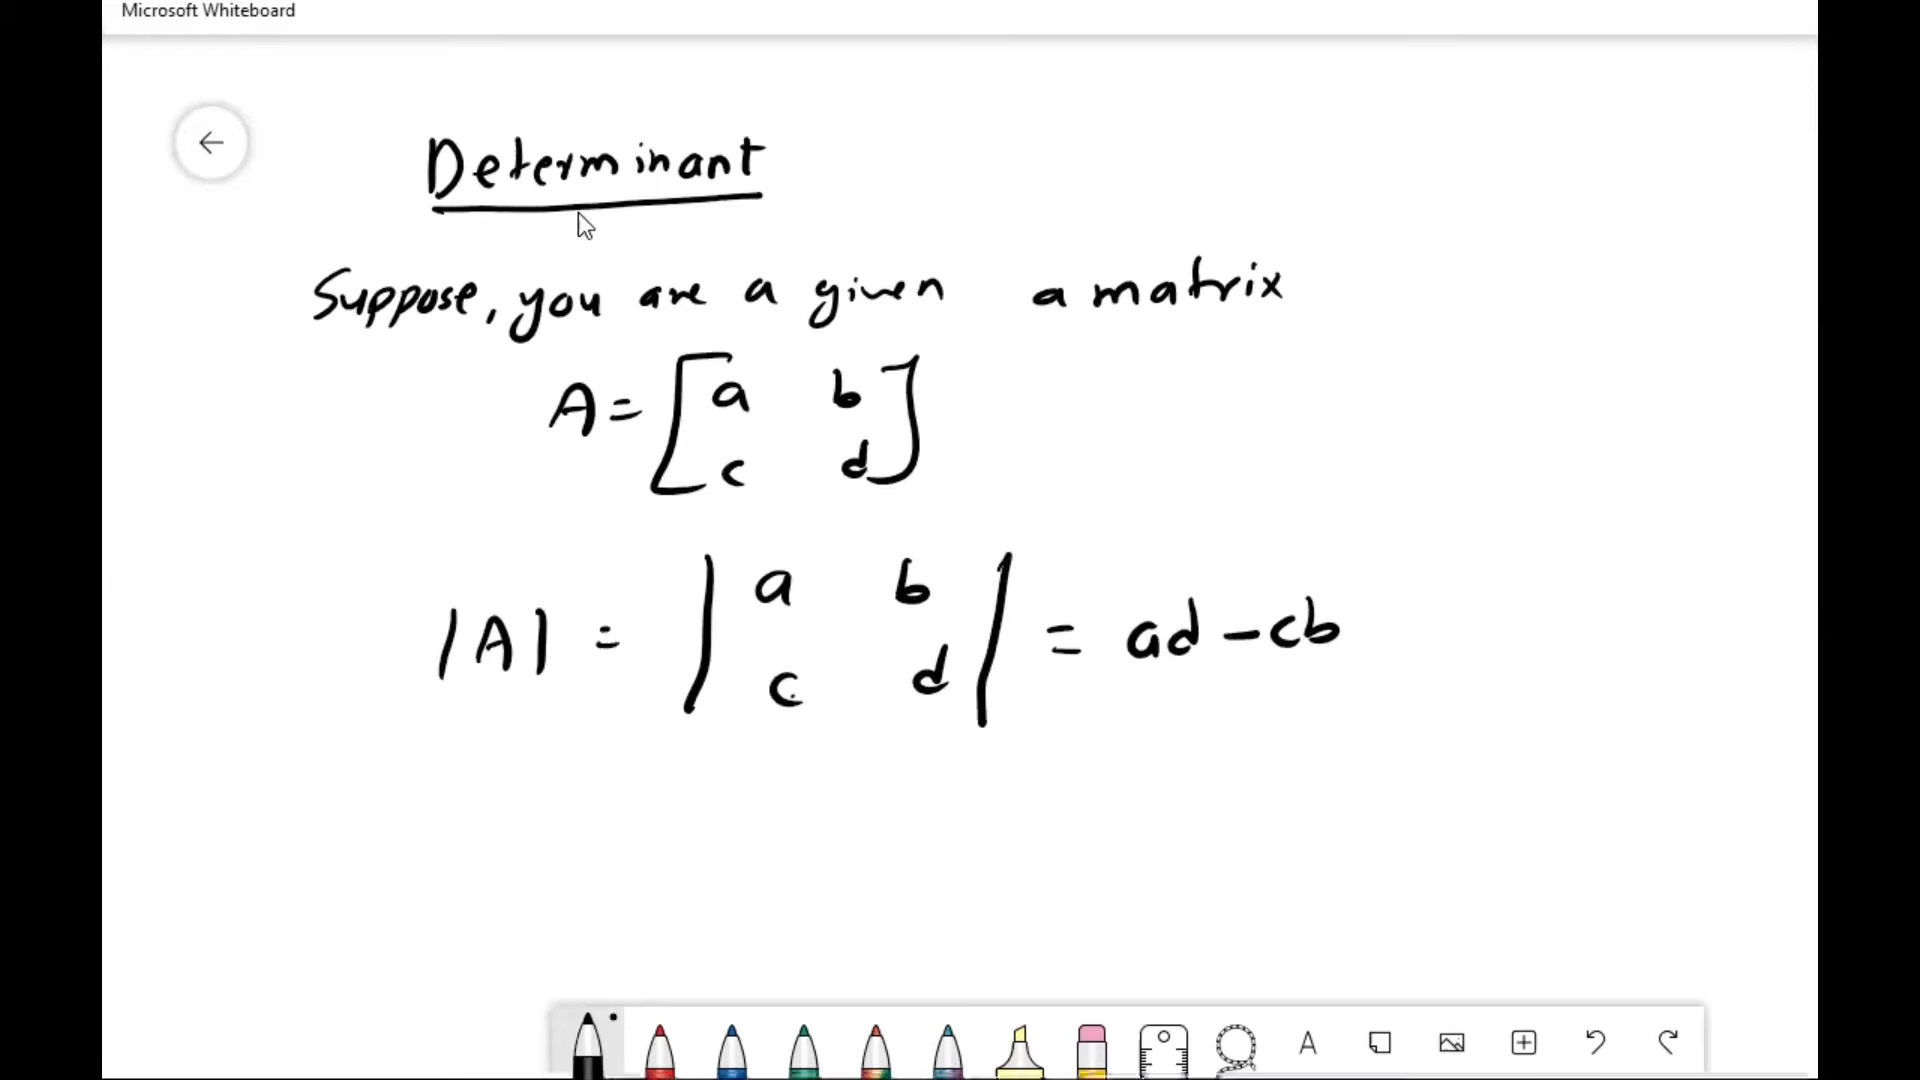 Microsoft Whiteboard
Determinant
Suppose, you are a given a matrix
A = [a b
c d]
|A| = |a b
c d| = ad - cb
A